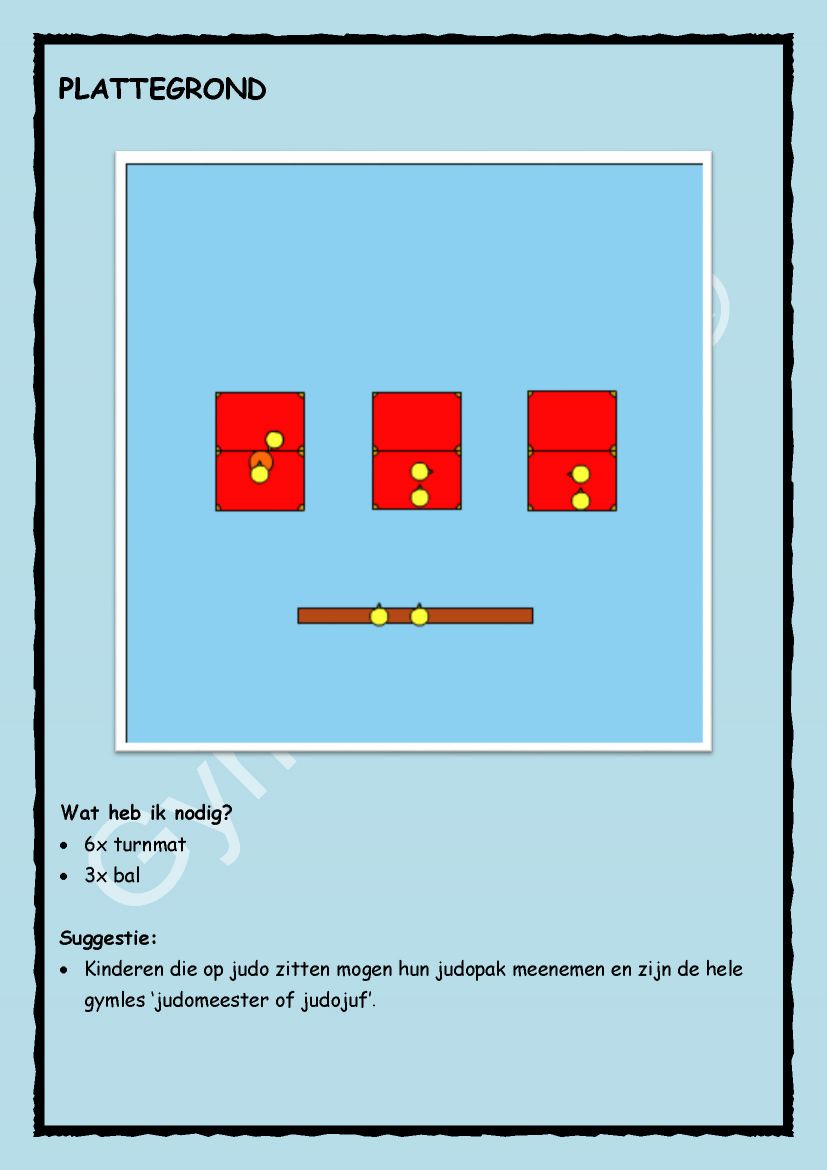 PLATTEGROND
Wat heb ik nodig?
• 6x turnmat
• 3x bal
Suggestie:
• Kinderen die op judo zitten mogen hun judopak meenemen en zijn de hele
gymles ‘judomeester of judojuf’.